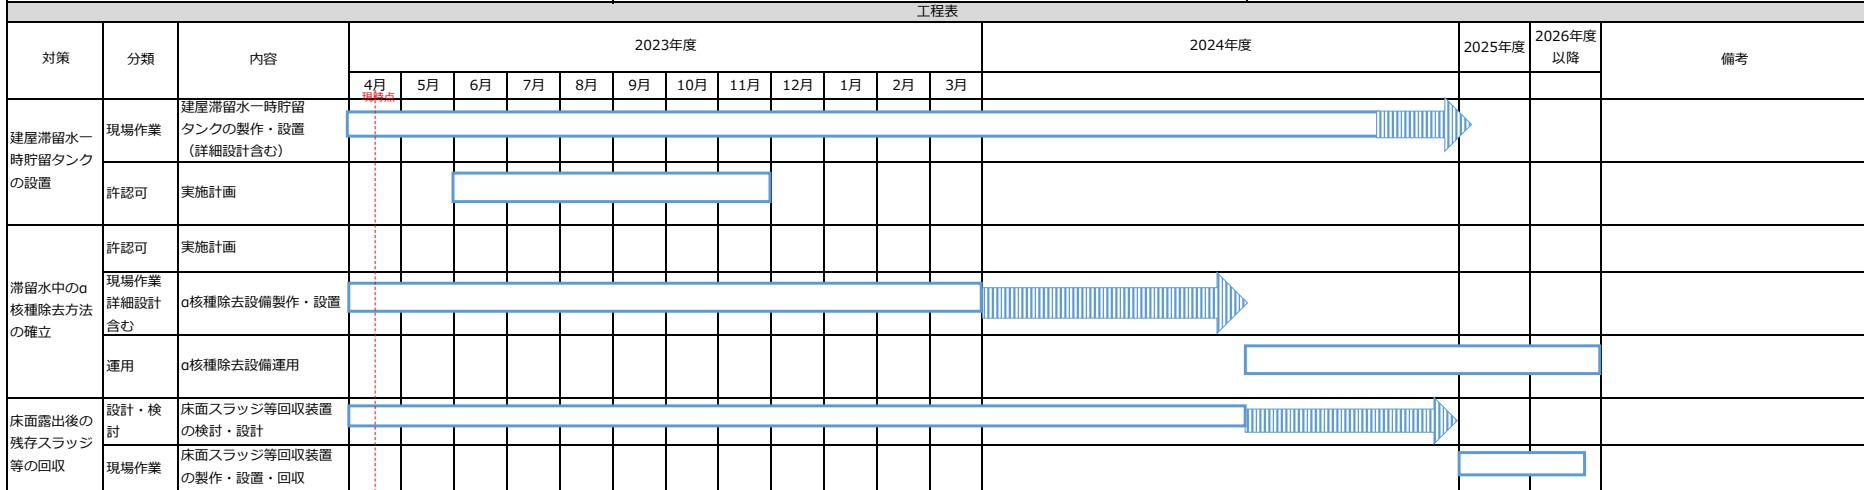 工程表
対策 分類 内容 2023年度 2024年度 2025年度 2026年度
以降 備考
4月 5月 6月 7月 8月 9月 10月 11月 12月 1月 2月 3月
現時点
建屋滞留水一
時貯留タンク
の設置
現場作業
建屋滞留水一時貯留
タンクの製作・設置
（詳細設計含む）
許認可
実施計画
滞留水中のα
核種除去方法
の確立
許認可
実施計画
現場作業
詳細設計
含む
α核種除去設備製作・設置
運用
α核種除去設備運用
床面露出後の
残存スラッジ
等の回収
設計・検
討
床面スラッジ等回収装置
の検討・設計
現場作業
床面スラッジ等回収装置
の製作・設置・回収